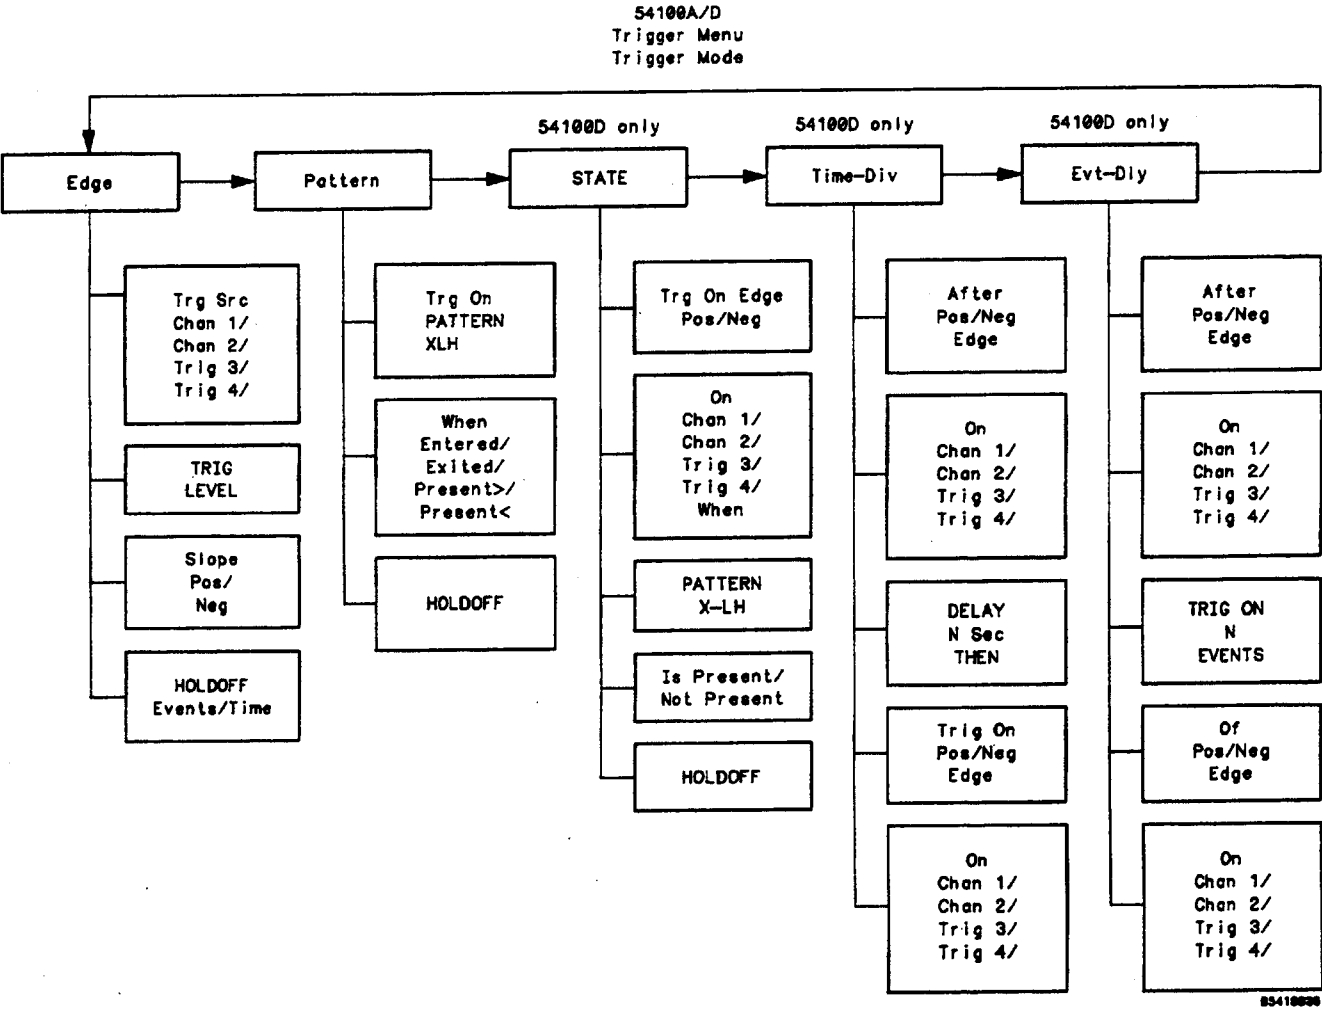 54100A/D
Trigger Menu
Trigger Mode
54100D only
54100D only
54100D only
Edge
Pattern
STATE
Time-Div
Evt-Dly
Trg Src
Chan 1/
Chan 2/
Trig 3/
Trig 4/
TRIG
LEVEL
Slope
Pos/
Neg
HOLDOFF
Events/Time
Trg On
PATTERN
XLH
When
Entered/
Exited/
Present>/
Present<
HOLDOFF
Trg On Edge
Pos/Neg
On
Chan 1/
Chan 2/
Trig 3/
Trig 4/
When
PATTERN
X-LH
Is Present/
Not Present
HOLDOFF
After
Pos/Neg
Edge
On
Chan 1/
Chan 2/
Trig 3/
Trig 4/
DELAY
N Sec
THEN
Trig On
Pos/Neg
Edge
On
Chan 1/
Chan 2/
Trig 3/
Trig 4/
After
Pos/Neg
Edge
On
Chan 1/
Chan 2/
Trig 3/
Trig 4/
TRIG ON
N
EVENTS
Of
Pos/Neg
Edge
On
Chan 1/
Chan 2/
Trig 3/
Trig 4/